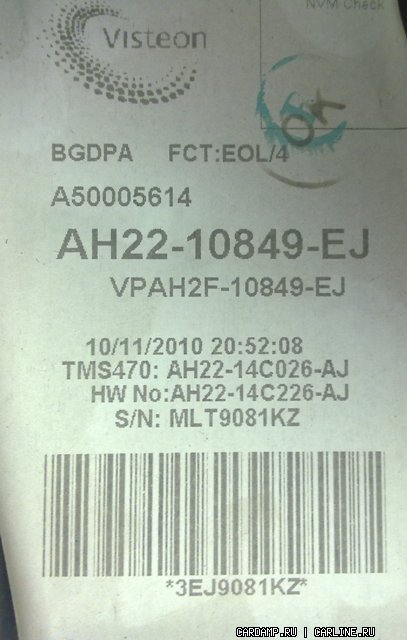 NVM Check
Visteon
OK
BGDPA FCT:EOL/4
A50005614
AH22-10849-EJ
VPAH2F-10849-EJ
10/11/2010 20:52:08
TMS470: AH22-14C026-AJ
HW No:AH22-14C226-AJ
S/N: MLT9081KZ
*3EJ9081KZ*
CARDAMP.RU | CARLINE.RU